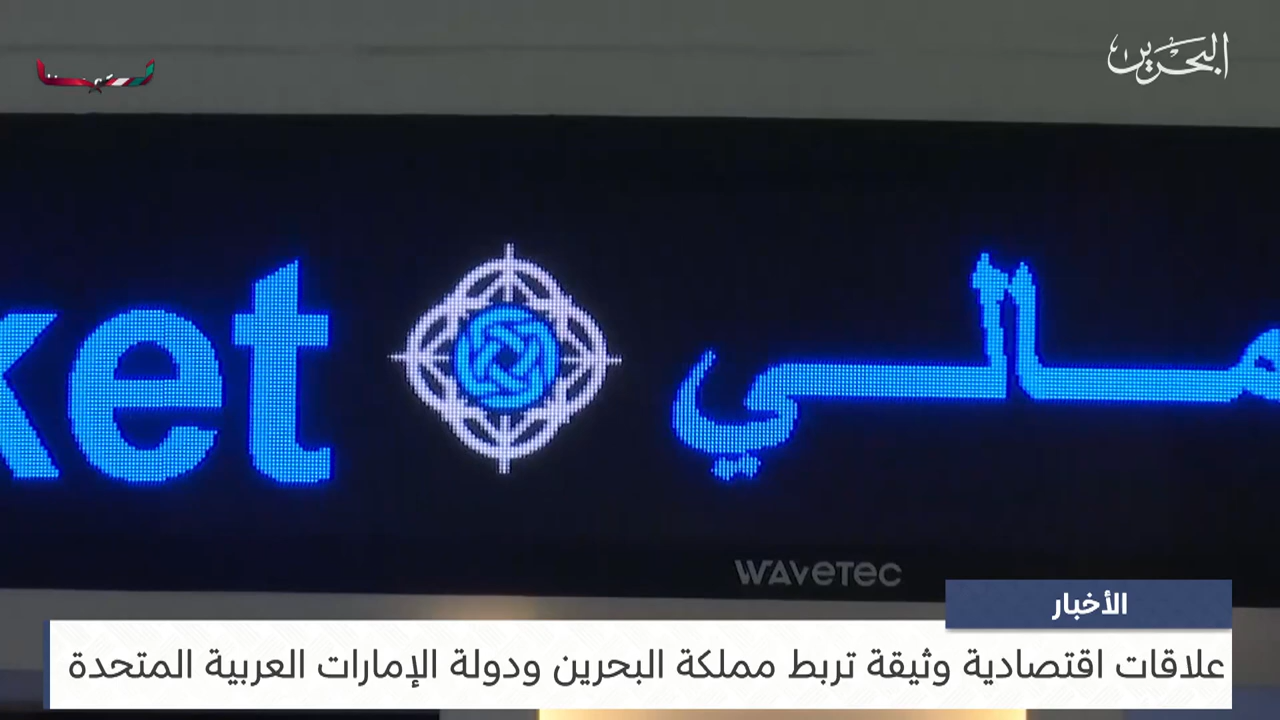 البحرين
ket
مالي
WAVETEC
الأخبار
علاقات اقتصادية وثيقة تربط مملكة البحرين ودولة الإمارات العربية المتحدة